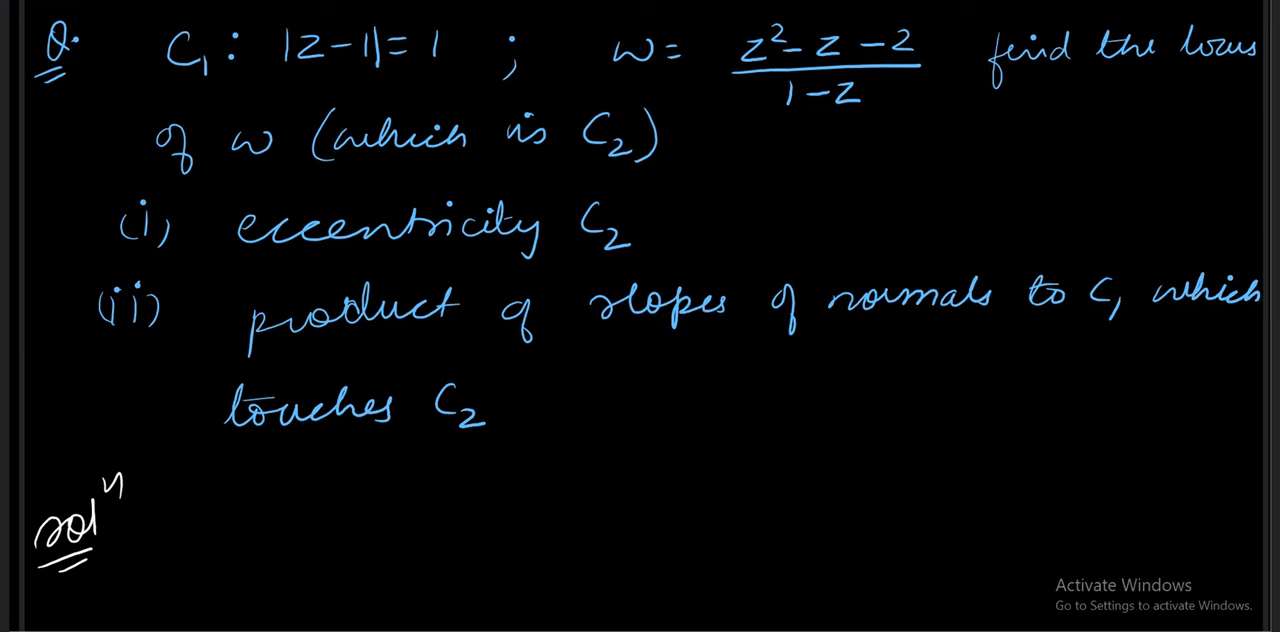 Q. C₁ : |z-1| = 1 ; w = (z²-z-2)/(1-z) find the locus
of w (which is C₂)
(i) eccentricity C₂
(ii) product of slopes of normals to C₁ which
touches C₂
solⁿ
Activate Windows
Go to Settings to activate Windows.